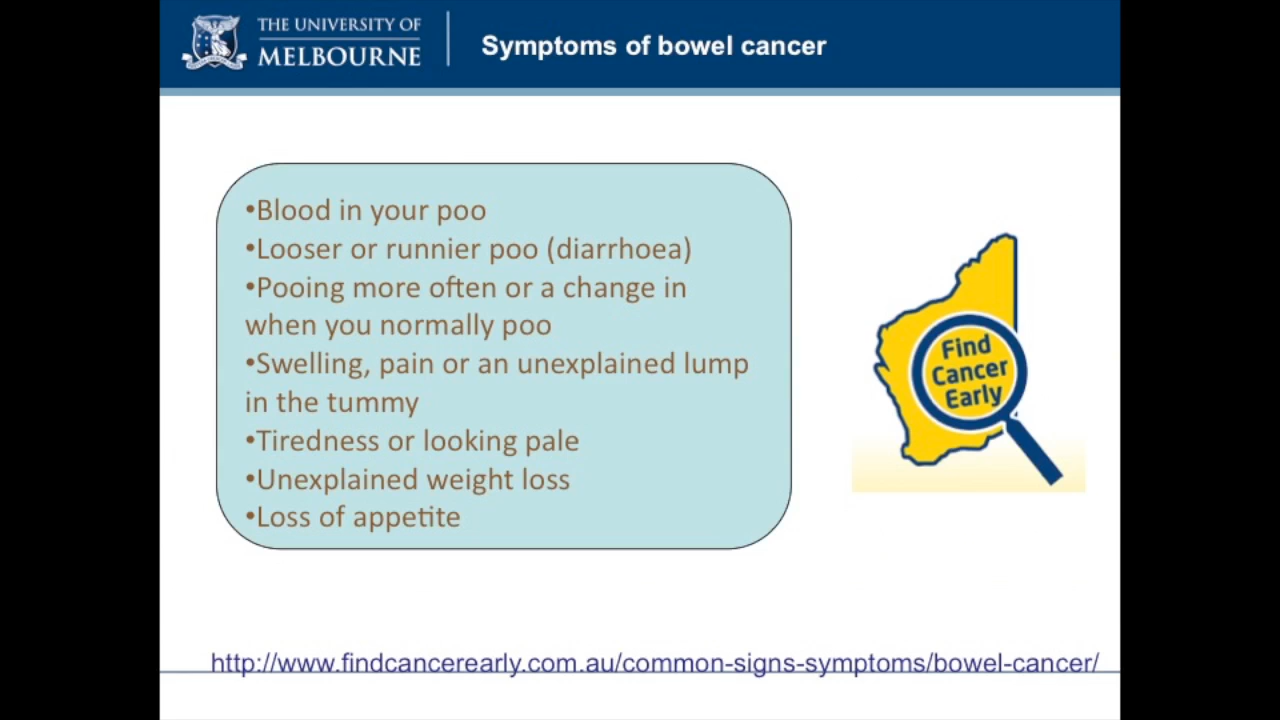 THE UNIVERSITY OF
MELBOURNE
Symptoms of bowel cancer
•Blood in your poo
•Looser or runnier poo (diarrhoea)
•Pooing more often or a change in
when you normally poo
•Swelling, pain or an unexplained lump
in the tummy
•Tiredness or looking pale
•Unexplained weight loss
•Loss of appetite
Find
Cancer
Early
http://www.findcancerearly.com.au/common-signs-symptoms/bowel-cancer/